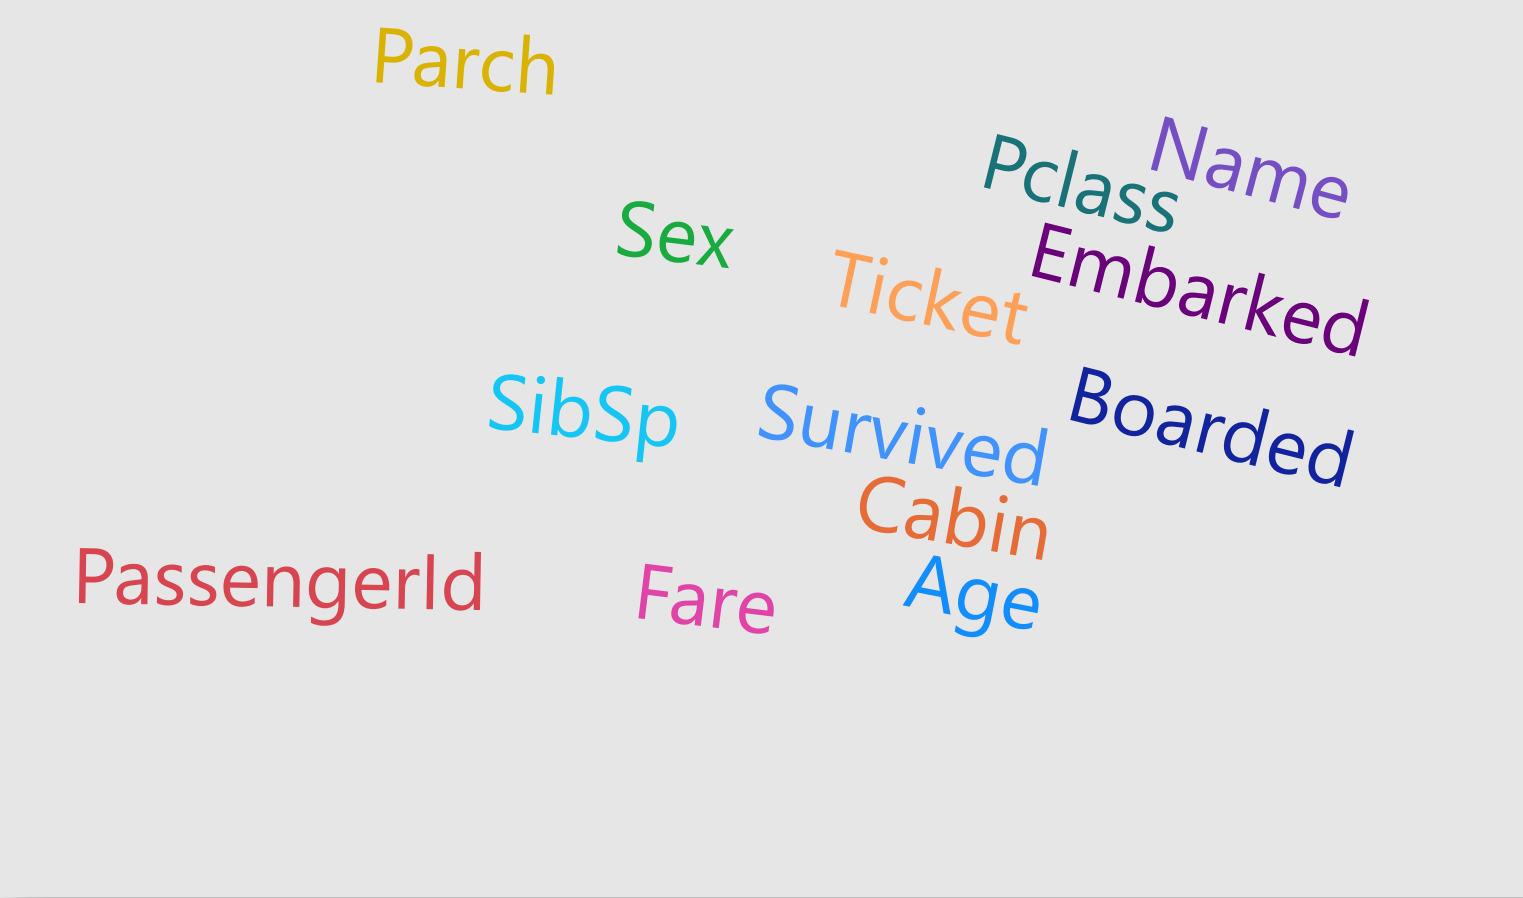 Parch
Name
Pclass
Sex
Embarked
Ticket
SibSp
Survived
Boarded
Cabin
PassengerId
Fare
Age